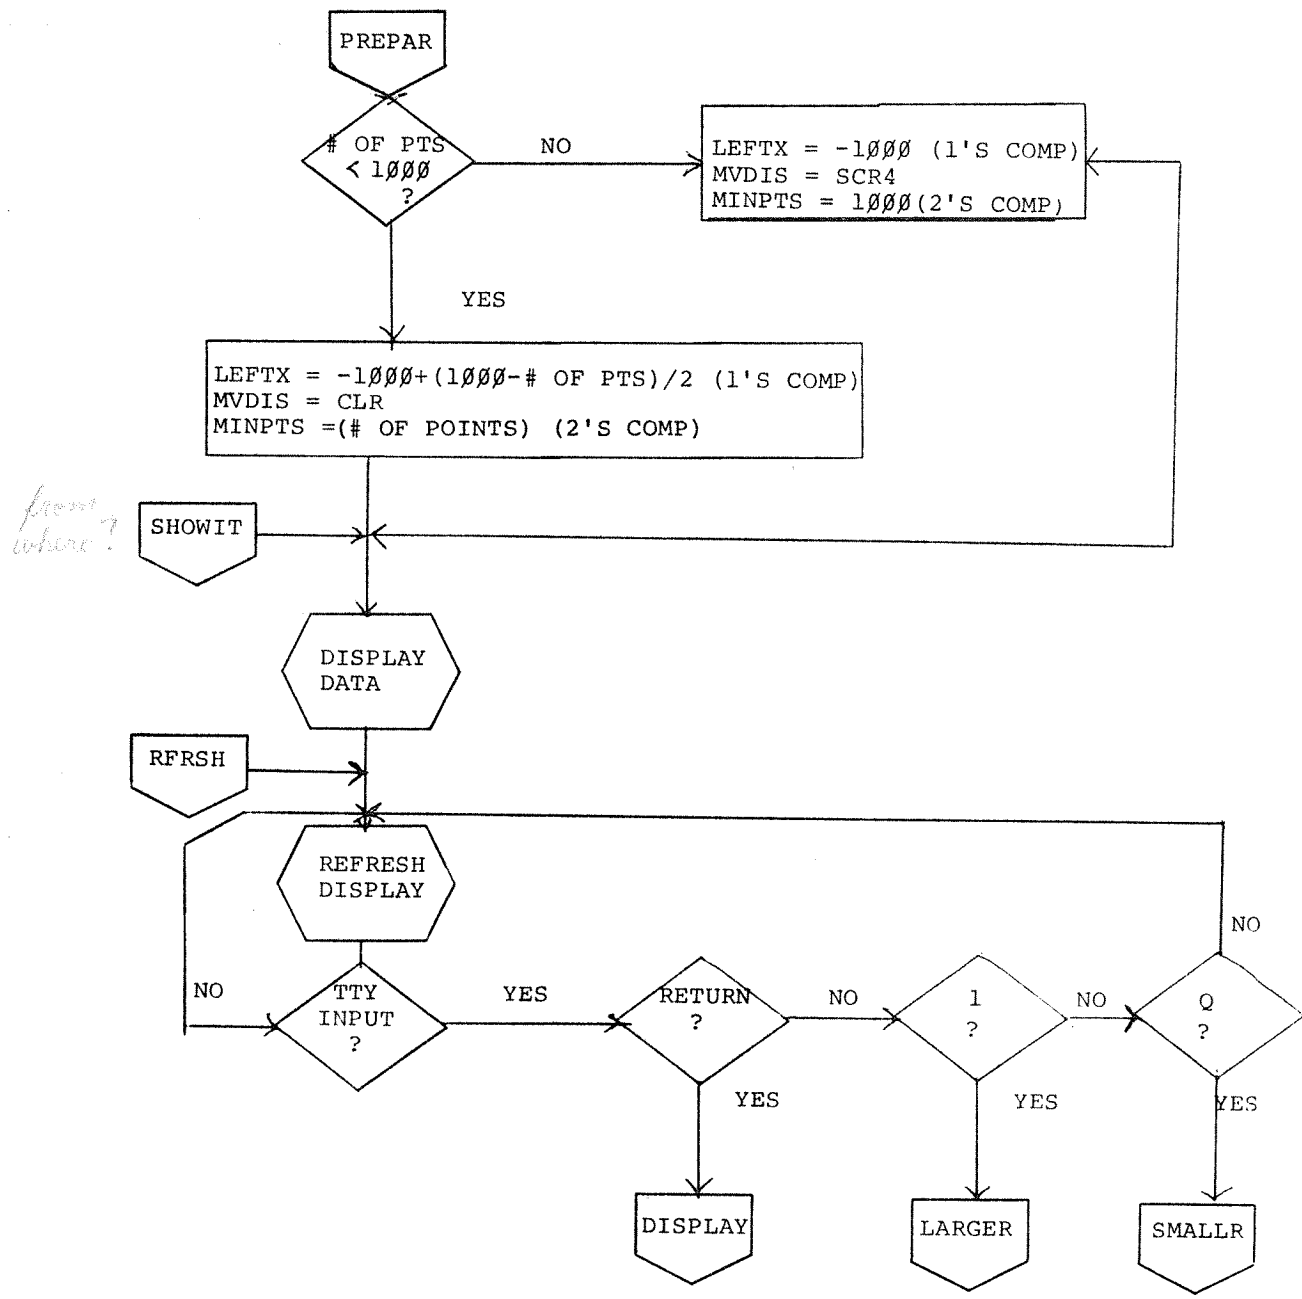 PREPAR
# OF PTS
< 1ØØØ
?
NO
LEFTX = -1ØØØ (1'S COMP)
MVDIS = SCR4
MINPTS = 1ØØØ(2'S COMP)
YES
LEFTX = -1ØØØ+(1ØØØ-# OF PTS)/2 (1'S COMP)
MVDIS = CLR
MINPTS =(# OF POINTS) (2'S COMP)
from
where?
SHOWIT
DISPLAY
DATA
RFRSH
REFRESH
DISPLAY
NO
TTY
INPUT
?
YES
RETURN
?
NO
1
?
NO
Q
?
NO
YES
YES
YES
DISPLAY
LARGER
SMALLR